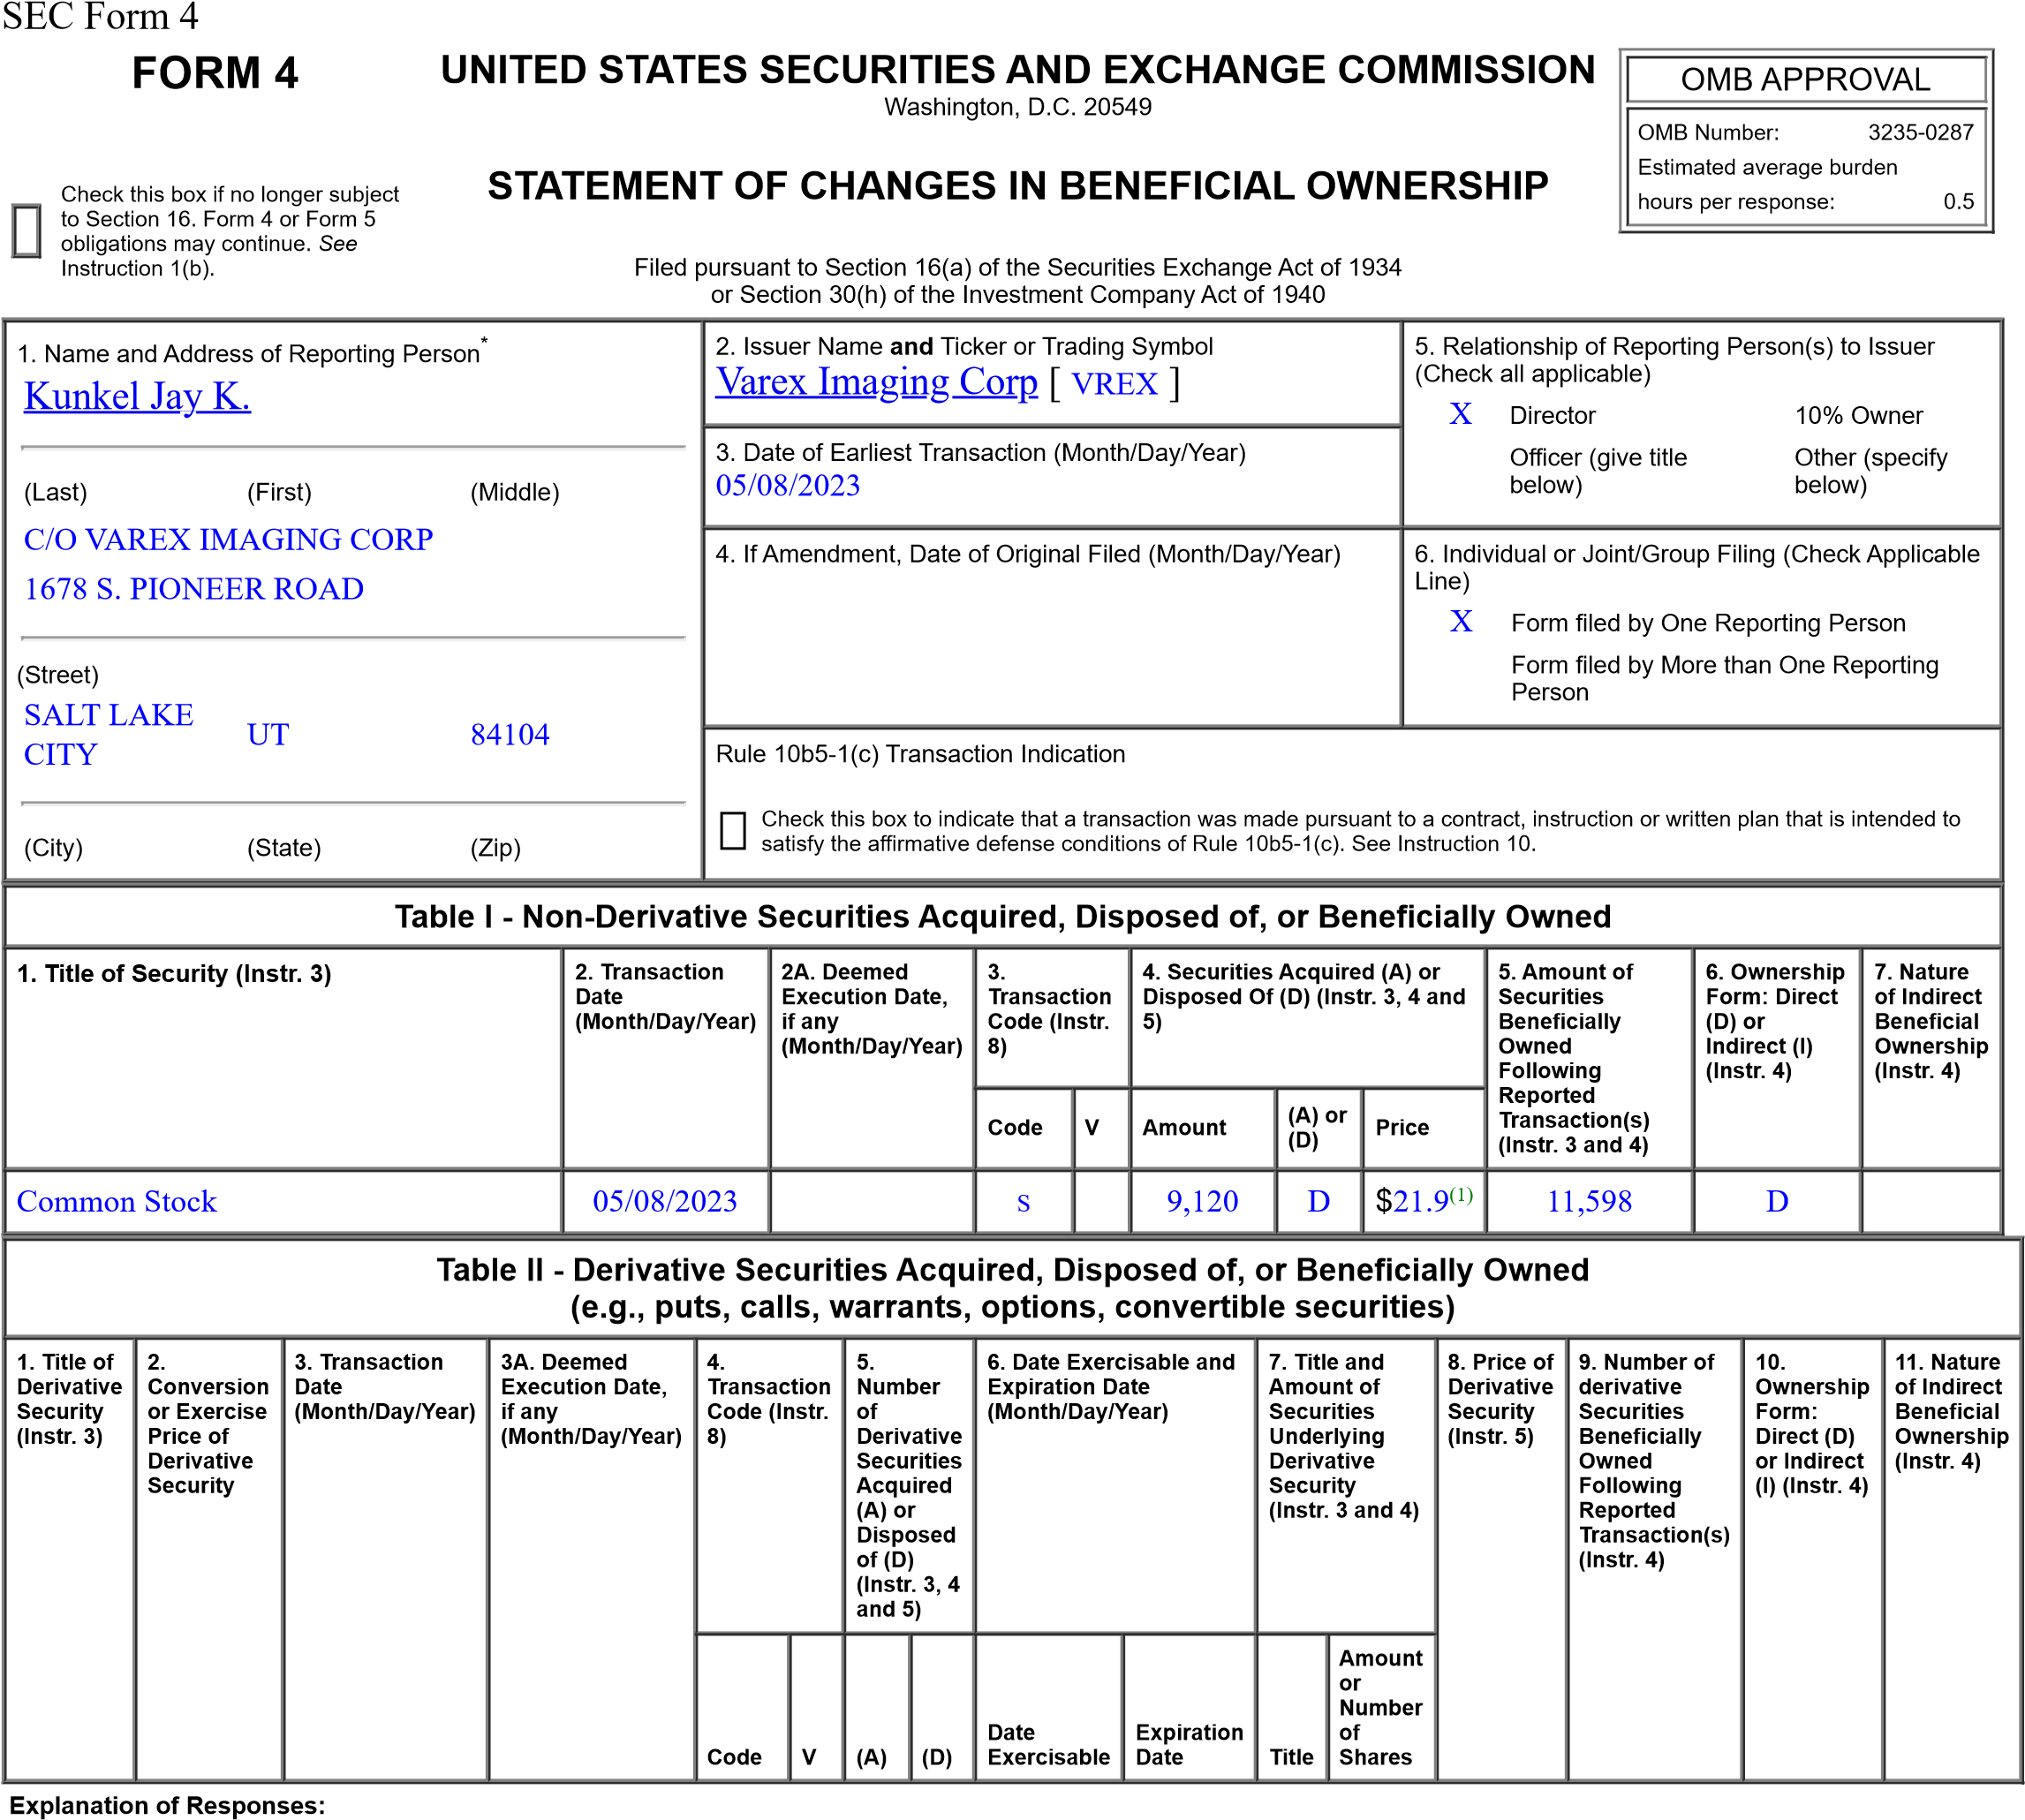 SEC Form 4
FORM 4
UNITED STATES SECURITIES AND EXCHANGE COMMISSION
Washington, D.C. 20549
STATEMENT OF CHANGES IN BENEFICIAL OWNERSHIP
Filed pursuant to Section 16(a) of the Securities Exchange Act of 1934
or Section 30(h) of the Investment Company Act of 1940
OMB APPROVAL
OMB Number: 3235-0287
Estimated average burden
hours per response: 0.5
Check this box if no longer subject
to Section 16. Form 4 or Form 5
obligations may continue. See
Instruction 1(b).
1. Name and Address of Reporting Person*
Kunkel Jay K.
(Last) (First) (Middle)
C/O VAREX IMAGING CORP
1678 S. PIONEER ROAD
(Street)
SALT LAKE
CITY UT 84104
(City) (State) (Zip)
2. Issuer Name and Ticker or Trading Symbol
Varex Imaging Corp [ VREX ]
3. Date of Earliest Transaction (Month/Day/Year)
05/08/2023
4. If Amendment, Date of Original Filed (Month/Day/Year)
5. Relationship of Reporting Person(s) to Issuer
(Check all applicable)
X Director 10% Owner
Officer (give title
below)
Other (specify
below)
6. Individual or Joint/Group Filing (Check Applicable
Line)
X Form filed by One Reporting Person
Form filed by More than One Reporting
Person
Rule 10b5-1(c) Transaction Indication
Check this box to indicate that a transaction was made pursuant to a contract, instruction or written plan that is intended to
satisfy the affirmative defense conditions of Rule 10b5-1(c). See Instruction 10.
Table I - Non-Derivative Securities Acquired, Disposed of, or Beneficially Owned
1. Title of Security (Instr. 3)
2. Transaction
Date
(Month/Day/Year)
2A. Deemed
Execution Date,
if any
(Month/Day/Year)
3.
Transaction
Code (Instr.
8)
4. Securities Acquired (A) or
Disposed Of (D) (Instr. 3, 4 and
5)
5. Amount of
Securities
Beneficially
Owned
Following
Reported
Transaction(s)
(Instr. 3 and 4)
6. Ownership
Form: Direct
(D) or
Indirect (I)
(Instr. 4)
7. Nature
of Indirect
Beneficial
Ownership
(Instr. 4)
Code V Amount (A) or
(D) Price
Common Stock 05/08/2023 S 9,120 D $21.9(1) 11,598 D
Table II - Derivative Securities Acquired, Disposed of, or Beneficially Owned
(e.g., puts, calls, warrants, options, convertible securities)
1. Title of
Derivative
Security
(Instr. 3)
2.
Conversion
or Exercise
Price of
Derivative
Security
3. Transaction
Date
(Month/Day/Year)
3A. Deemed
Execution Date,
if any
(Month/Day/Year)
4.
Transaction
Code (Instr.
8)
5.
Number
of
Derivative
Securities
Acquired
(A) or
Disposed
of (D)
(Instr. 3, 4
and 5)
6. Date Exercisable and
Expiration Date
(Month/Day/Year)
7. Title and
Amount of
Securities
Underlying
Derivative
Security
(Instr. 3 and 4)
8. Price of
Derivative
Security
(Instr. 5)
9. Number of
derivative
Securities
Beneficially
Owned
Following
Reported
Transaction(s)
(Instr. 4)
10.
Ownership
Form:
Direct (D)
or Indirect
(I) (Instr. 4)
11. Nature
of Indirect
Beneficial
Ownership
(Instr. 4)
Code V (A) (D)
Date
Exercisable
Expiration
Date
Title
Amount
or
Number
of
Shares
Explanation of Responses: